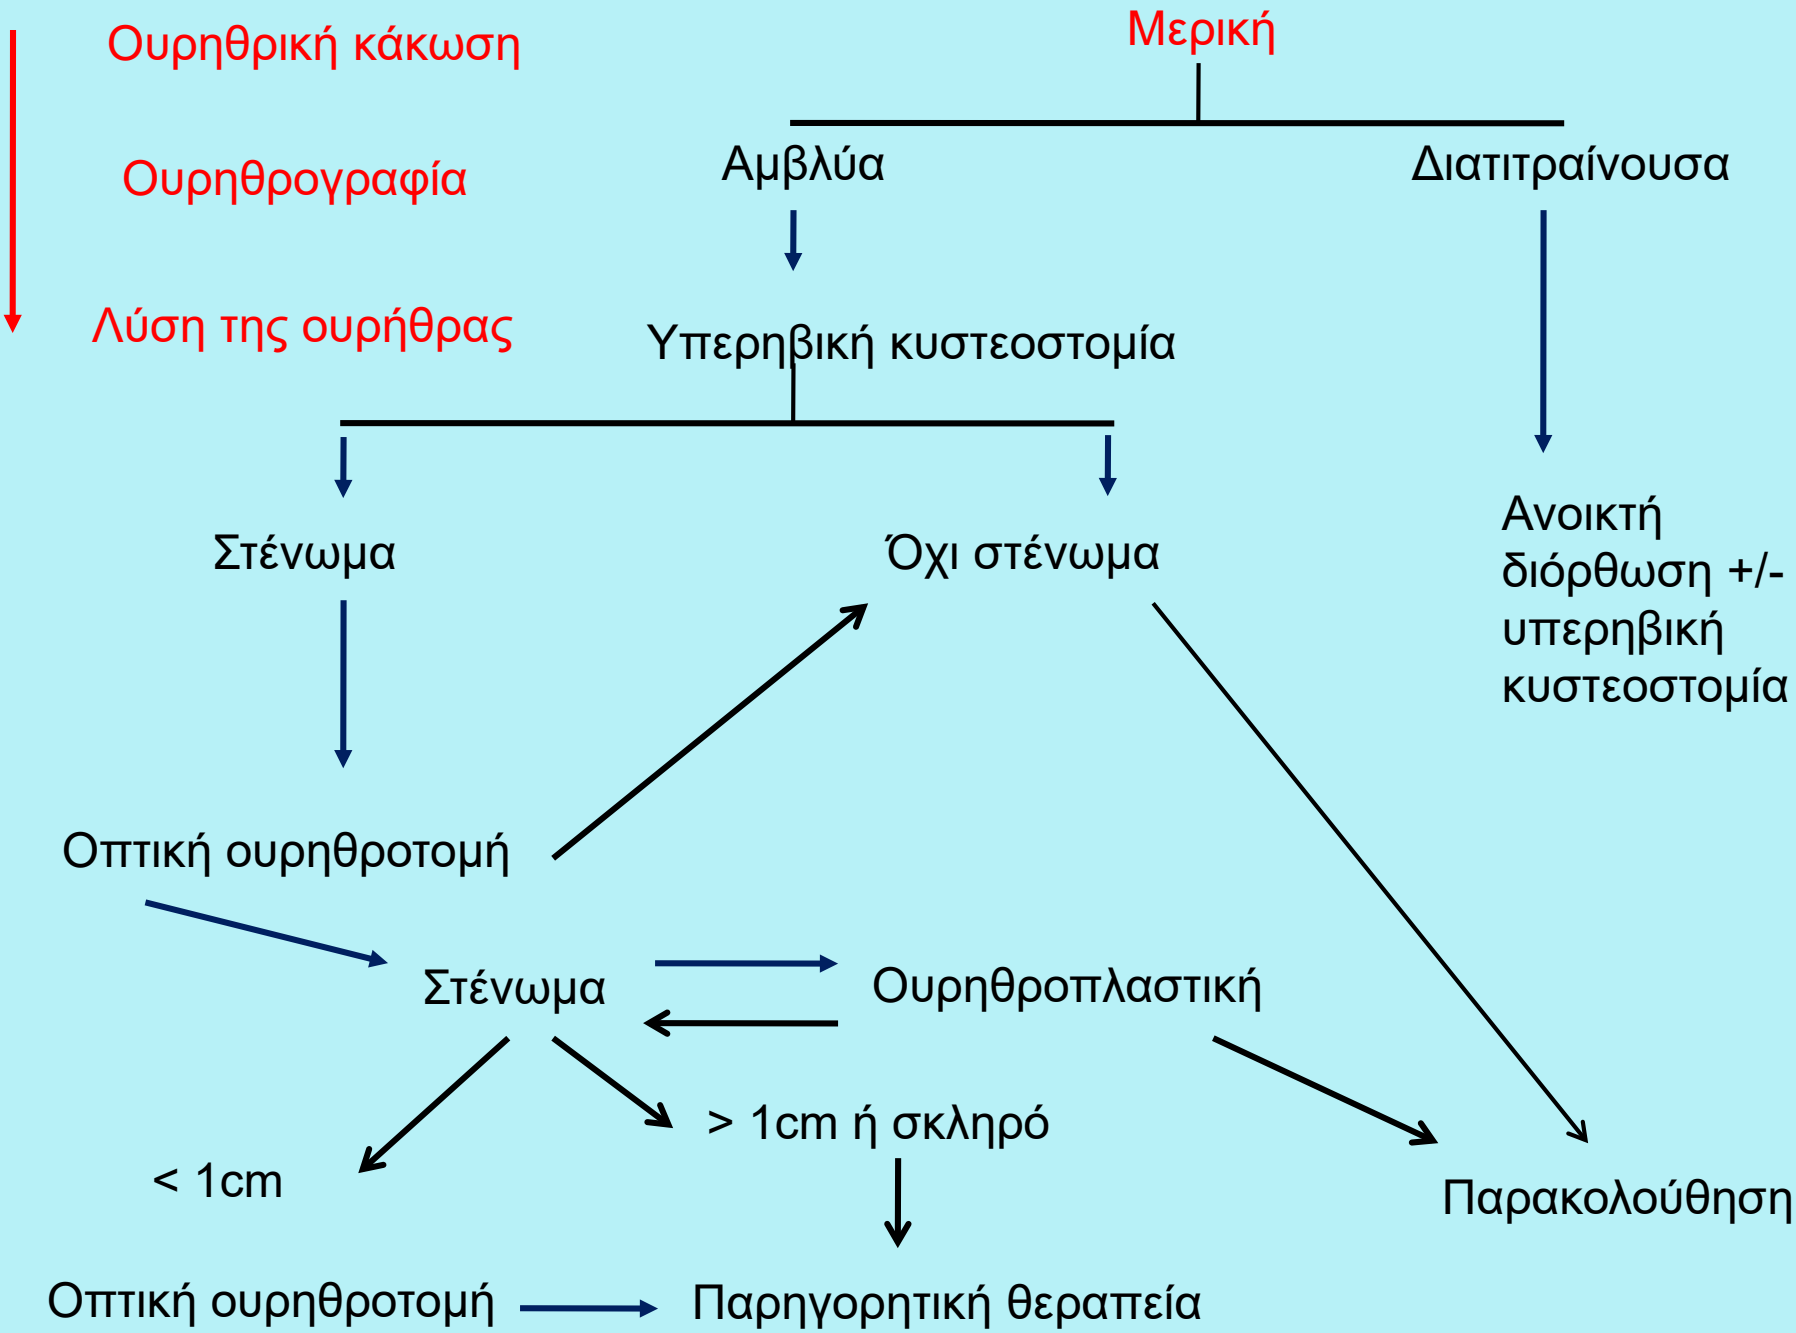 Ουρηθρική κάκωση
Μερική
Ουρηθρογραφία
Αμβλύα
Διατιτραίνουσα
Λύση της ουρήθρας
Υπερηβική κυστεοστομία
Στένωμα
Όχι στένωμα
Ανοικτή
διόρθωση +/-
υπερηβική
κυστεοστομία
Οπτική ουρηθροτομή
Στένωμα
Ουρηθροπλαστική
> 1cm ή σκληρό
< 1cm
Παρακολούθηση
Οπτική ουρηθροτομή
Παρηγορητική θεραπεία